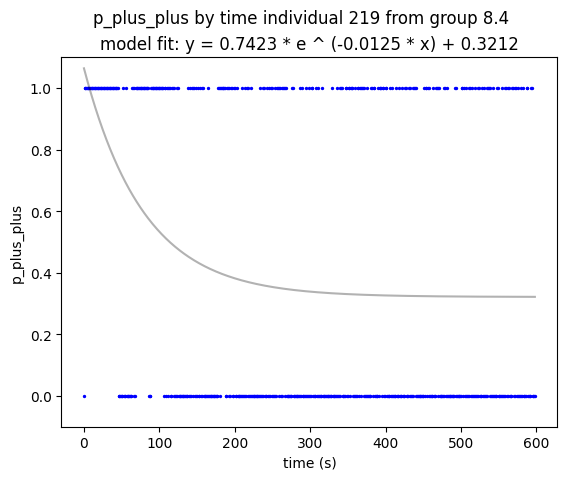 p_plus_plus by time individual 219 from group 8.4
model fit: y = 0.7423 * e ^ (-0.0125 * x) + 0.3212
1.0
0.8
0.6
0.4
0.2
0.0
p_plus_plus
0 100 200 300 400 500 600
time (s)